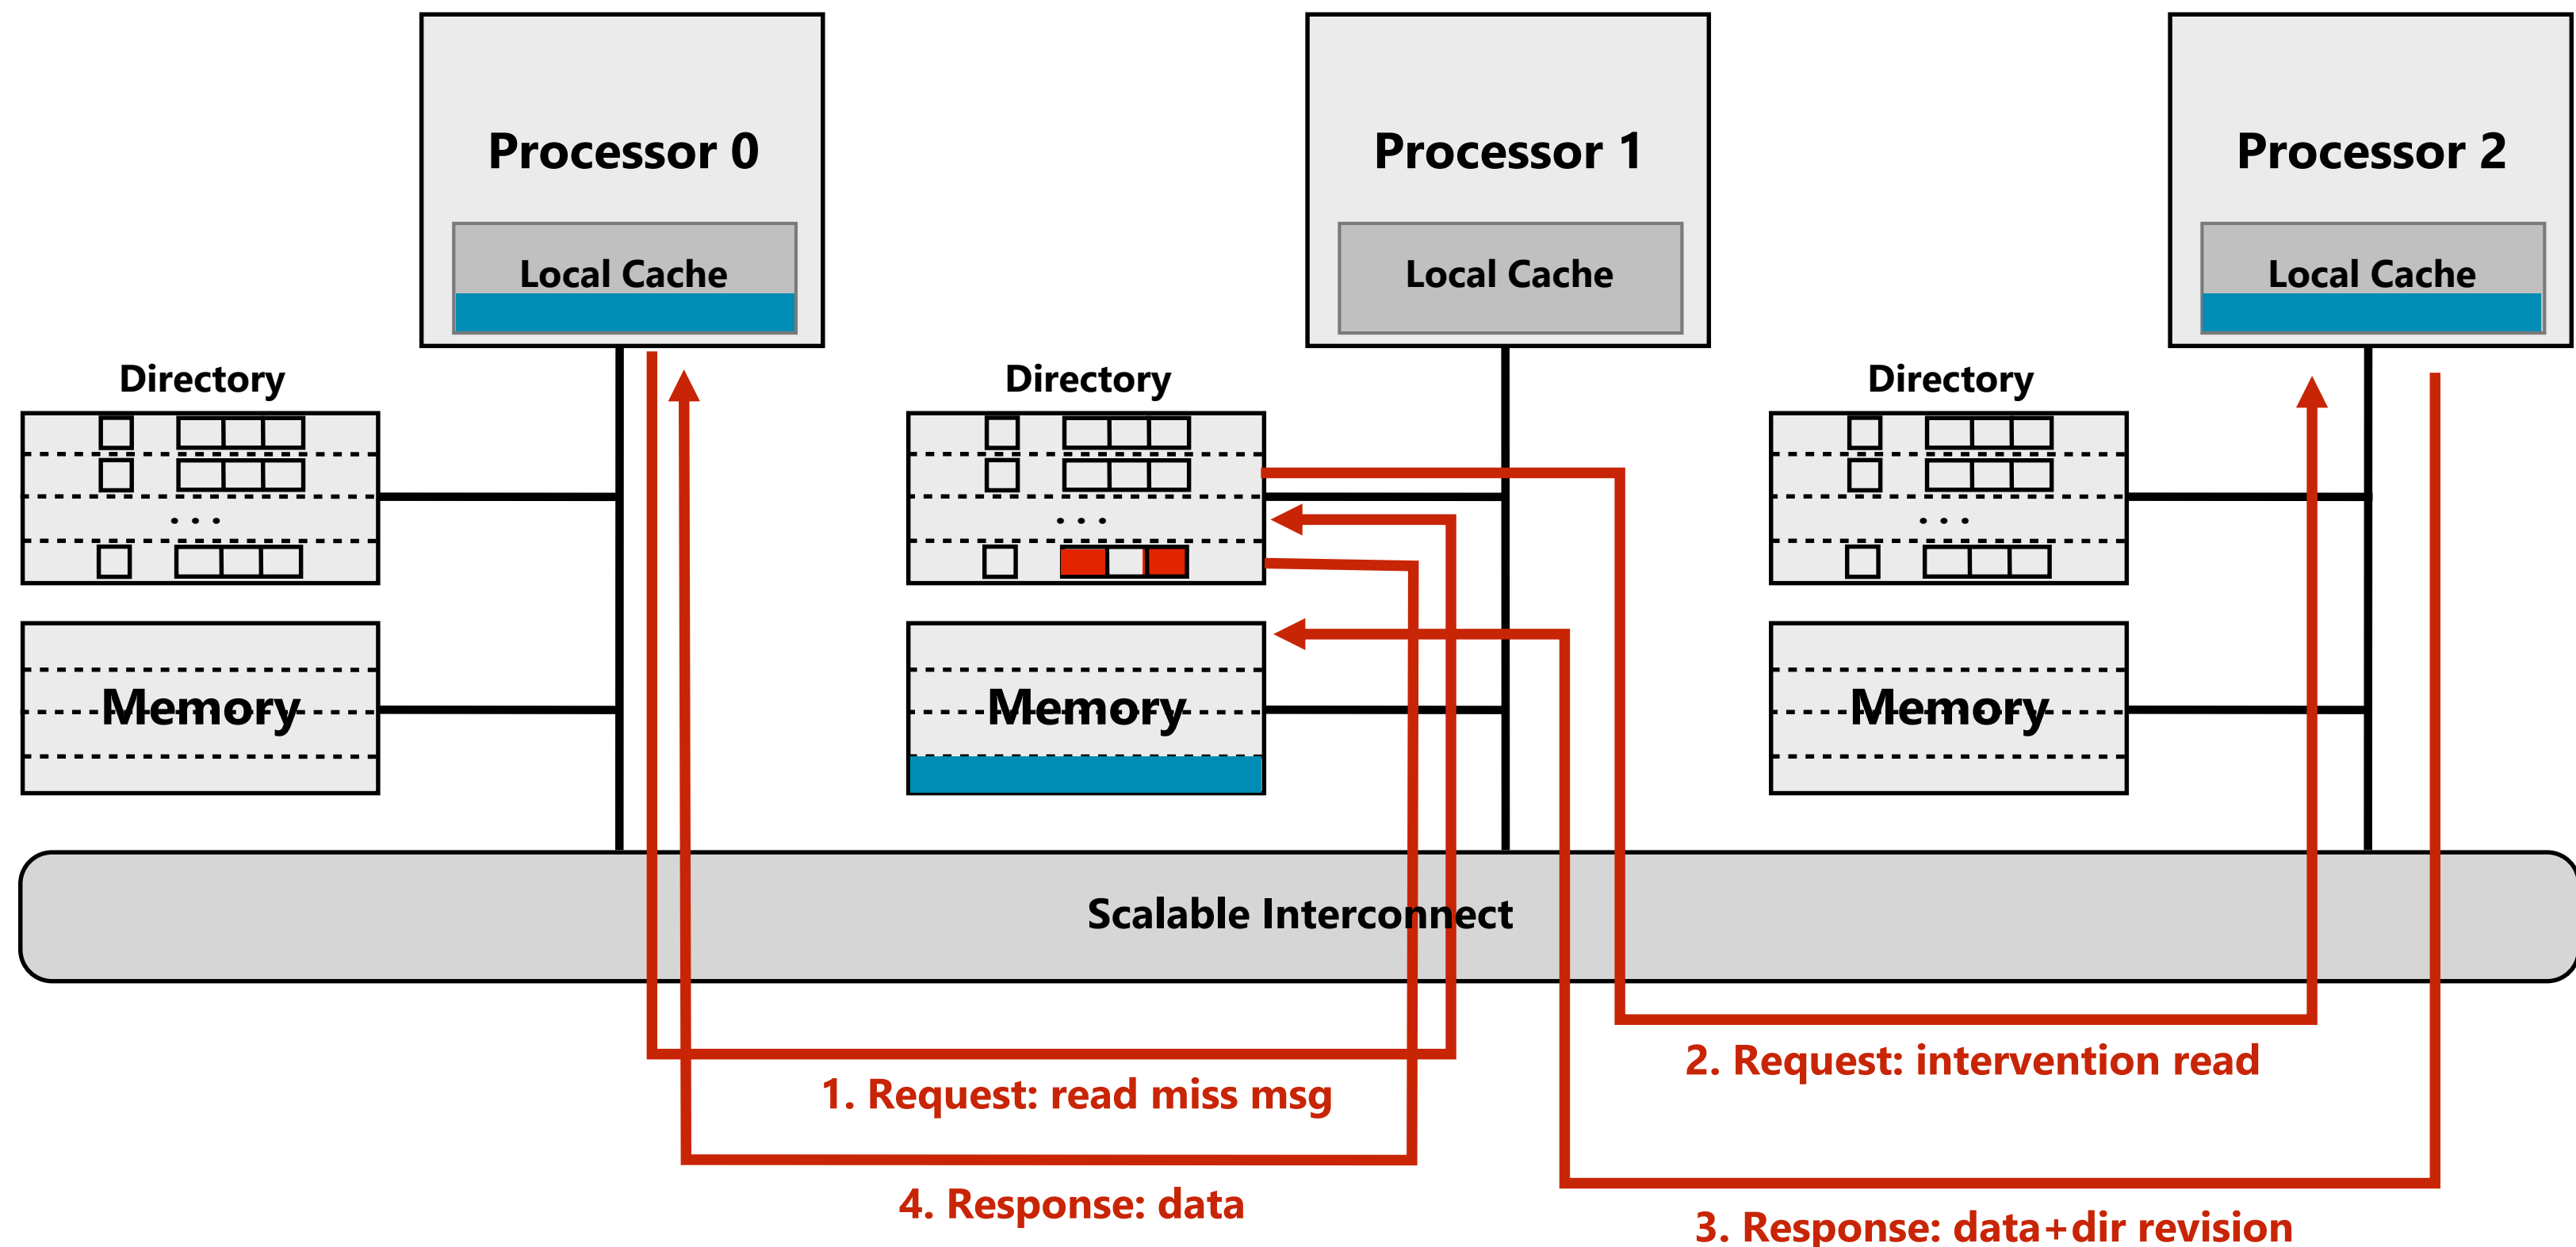 Processor 0
Processor 1
Processor 2
Local Cache
Local Cache
Local Cache
Directory
Directory
Directory
. . .
. . .
. . .
Memory
Memory
Memory
Scalable Interconnect
2. Request: intervention read
1. Request: read miss msg
4. Response: data
3. Response: data+dir revision